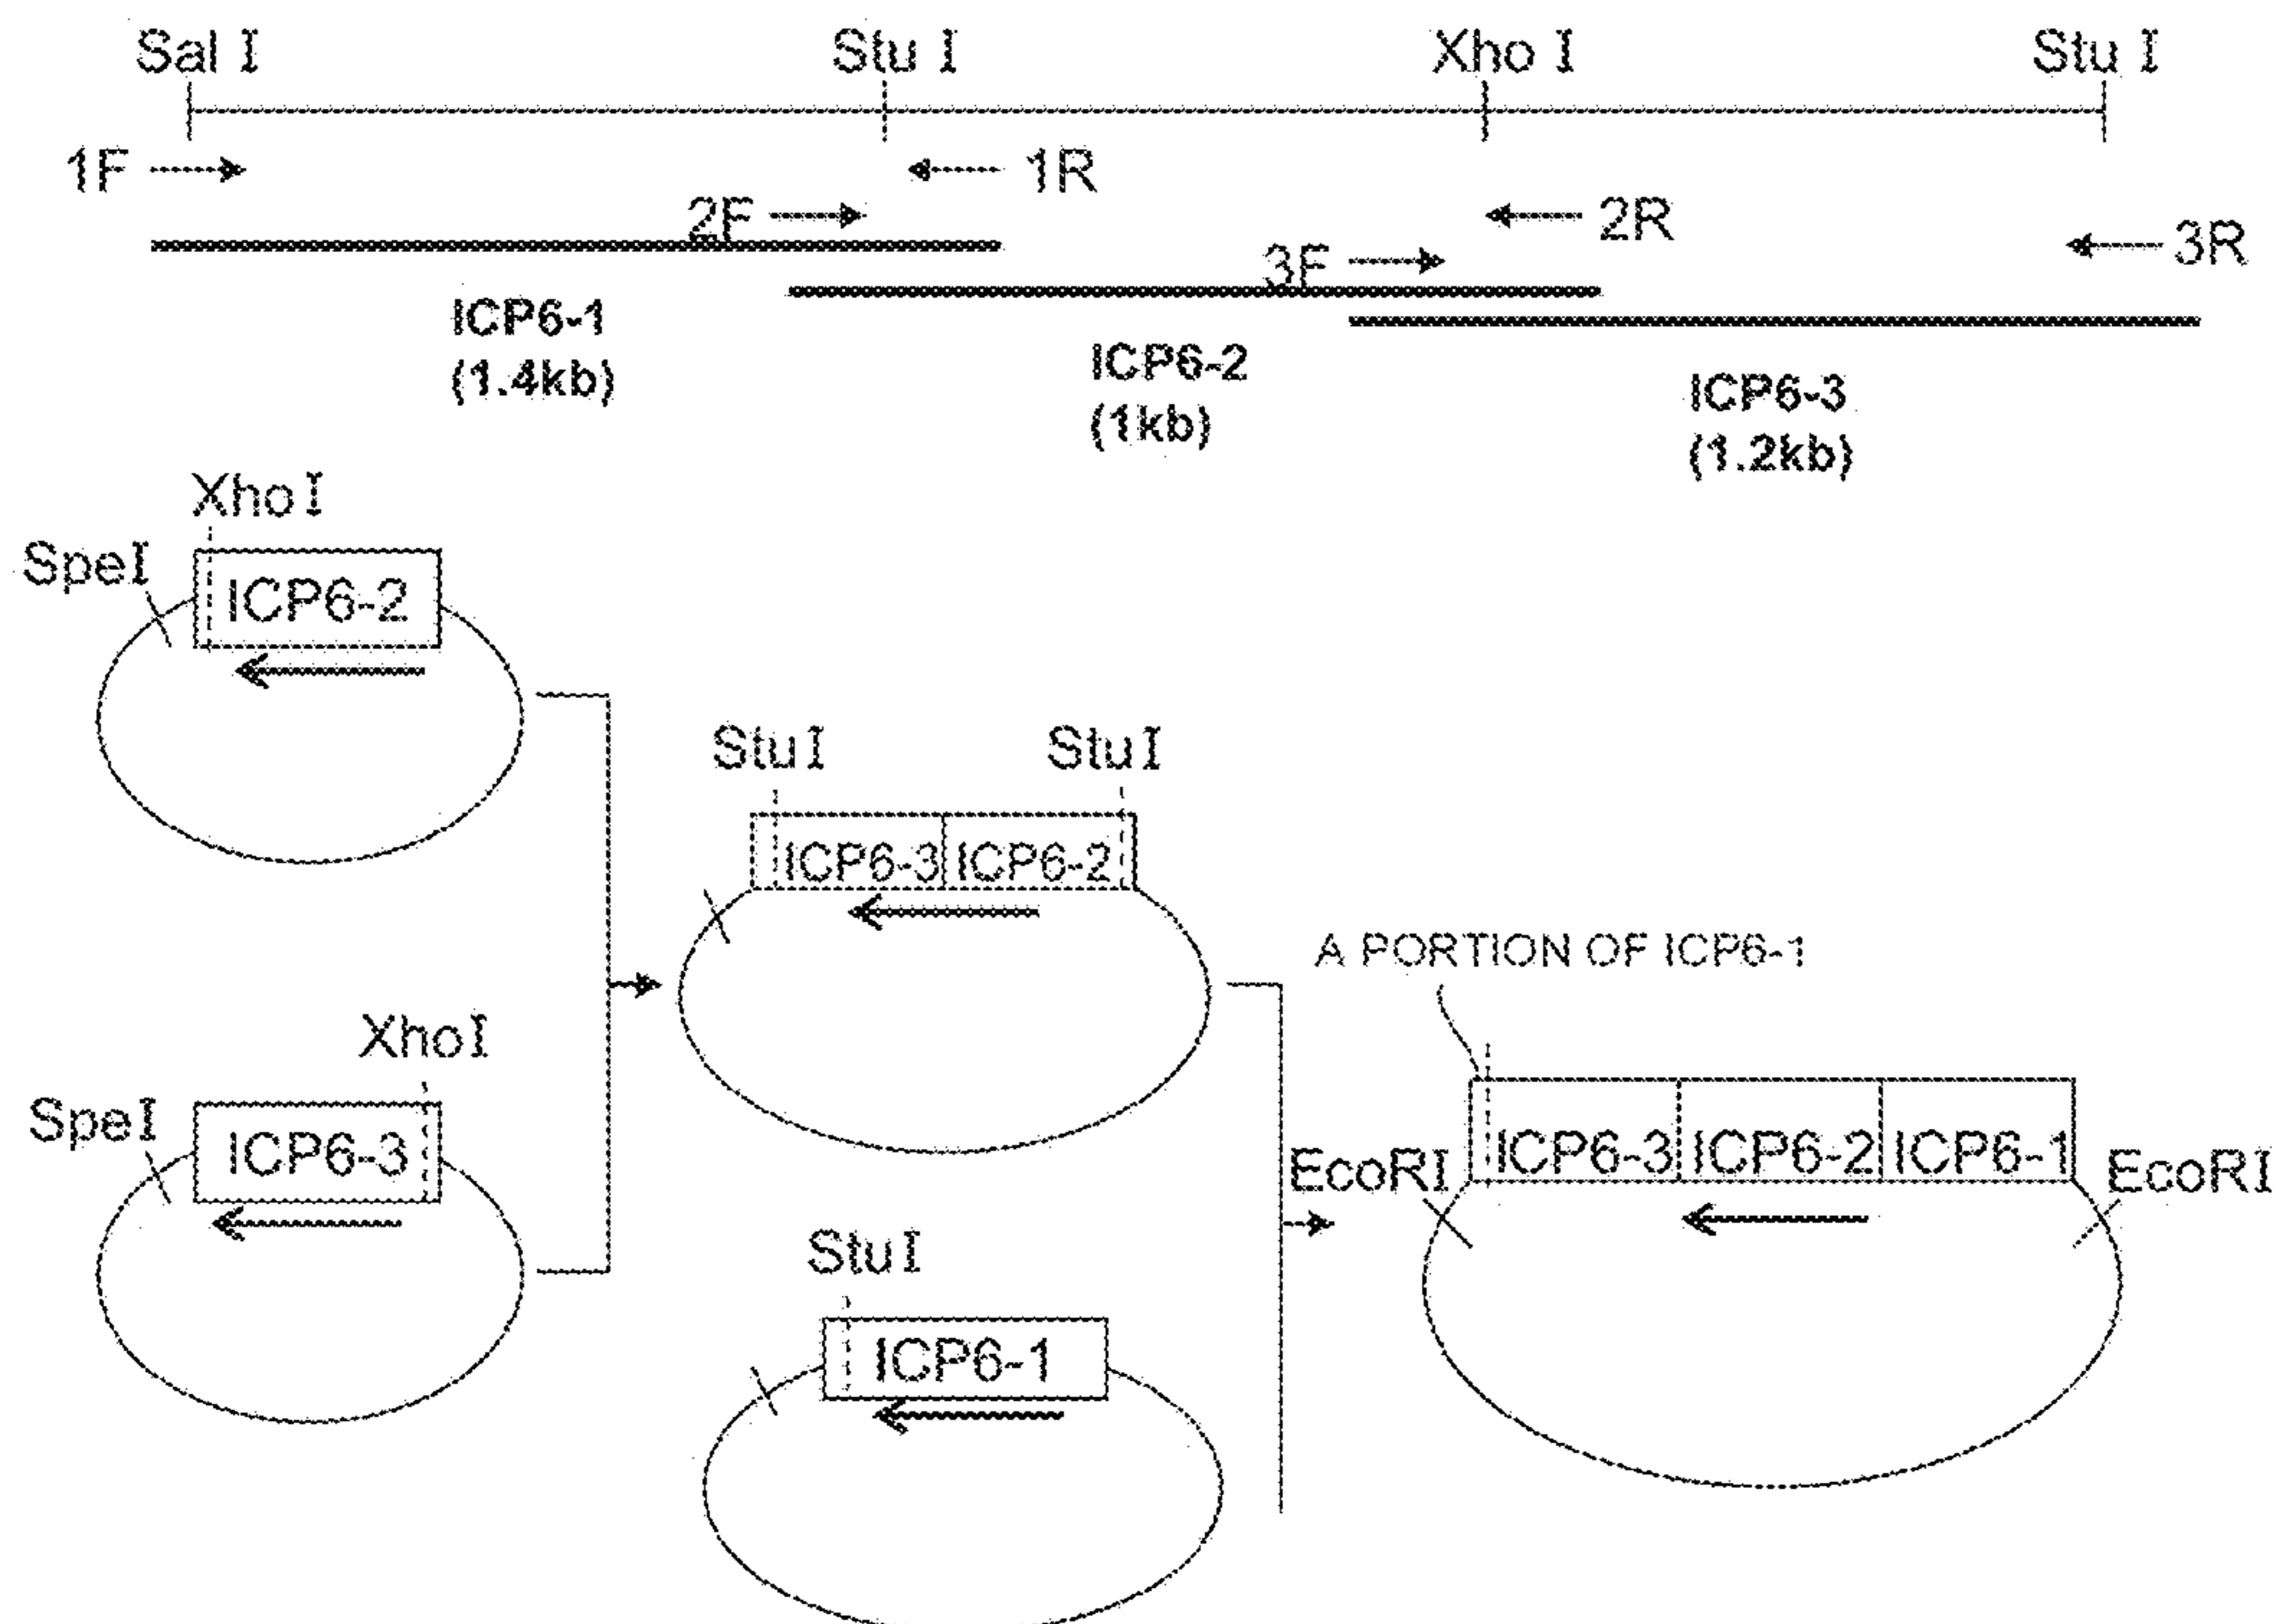 Sal I
Stu I
Xho I
Stu I
1F
1R
2F
2R
3F
3R
ICP6-1
(1.4kb)
ICP6-2
(1kb)
ICP6-3
(1.2kb)
XhoI
SpeI
ICP6-2
StuI
StuI
ICP6-3
ICP6-2
A PORTION OF ICP6-1
XhoI
SpeI
ICP6-3
EcoRI
ICP6-3
ICP6-2
ICP6-1
EcoRI
StuI
ICP6-1